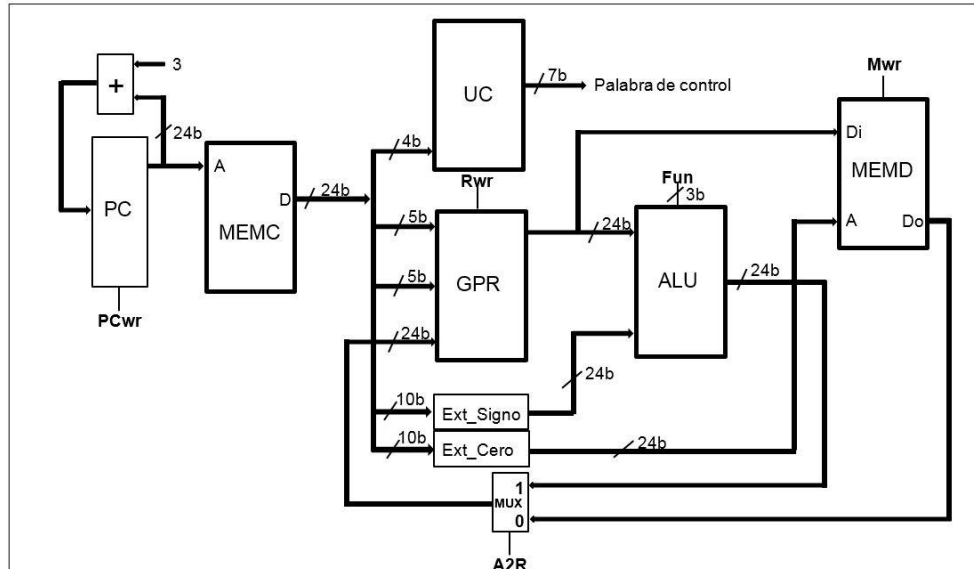 3
+
24b
PC
PCwr
A
D
MEMC
24b
4b
UC
7b
Palabra de control
Rwr
5b
5b
24b
GPR
24b
Fun
3b
ALU
24b
24b
Mwr
Di
MEMD
A
Do
10b
Ext_Signo
10b
Ext_Cero
24b
1
MUX
0
A2R